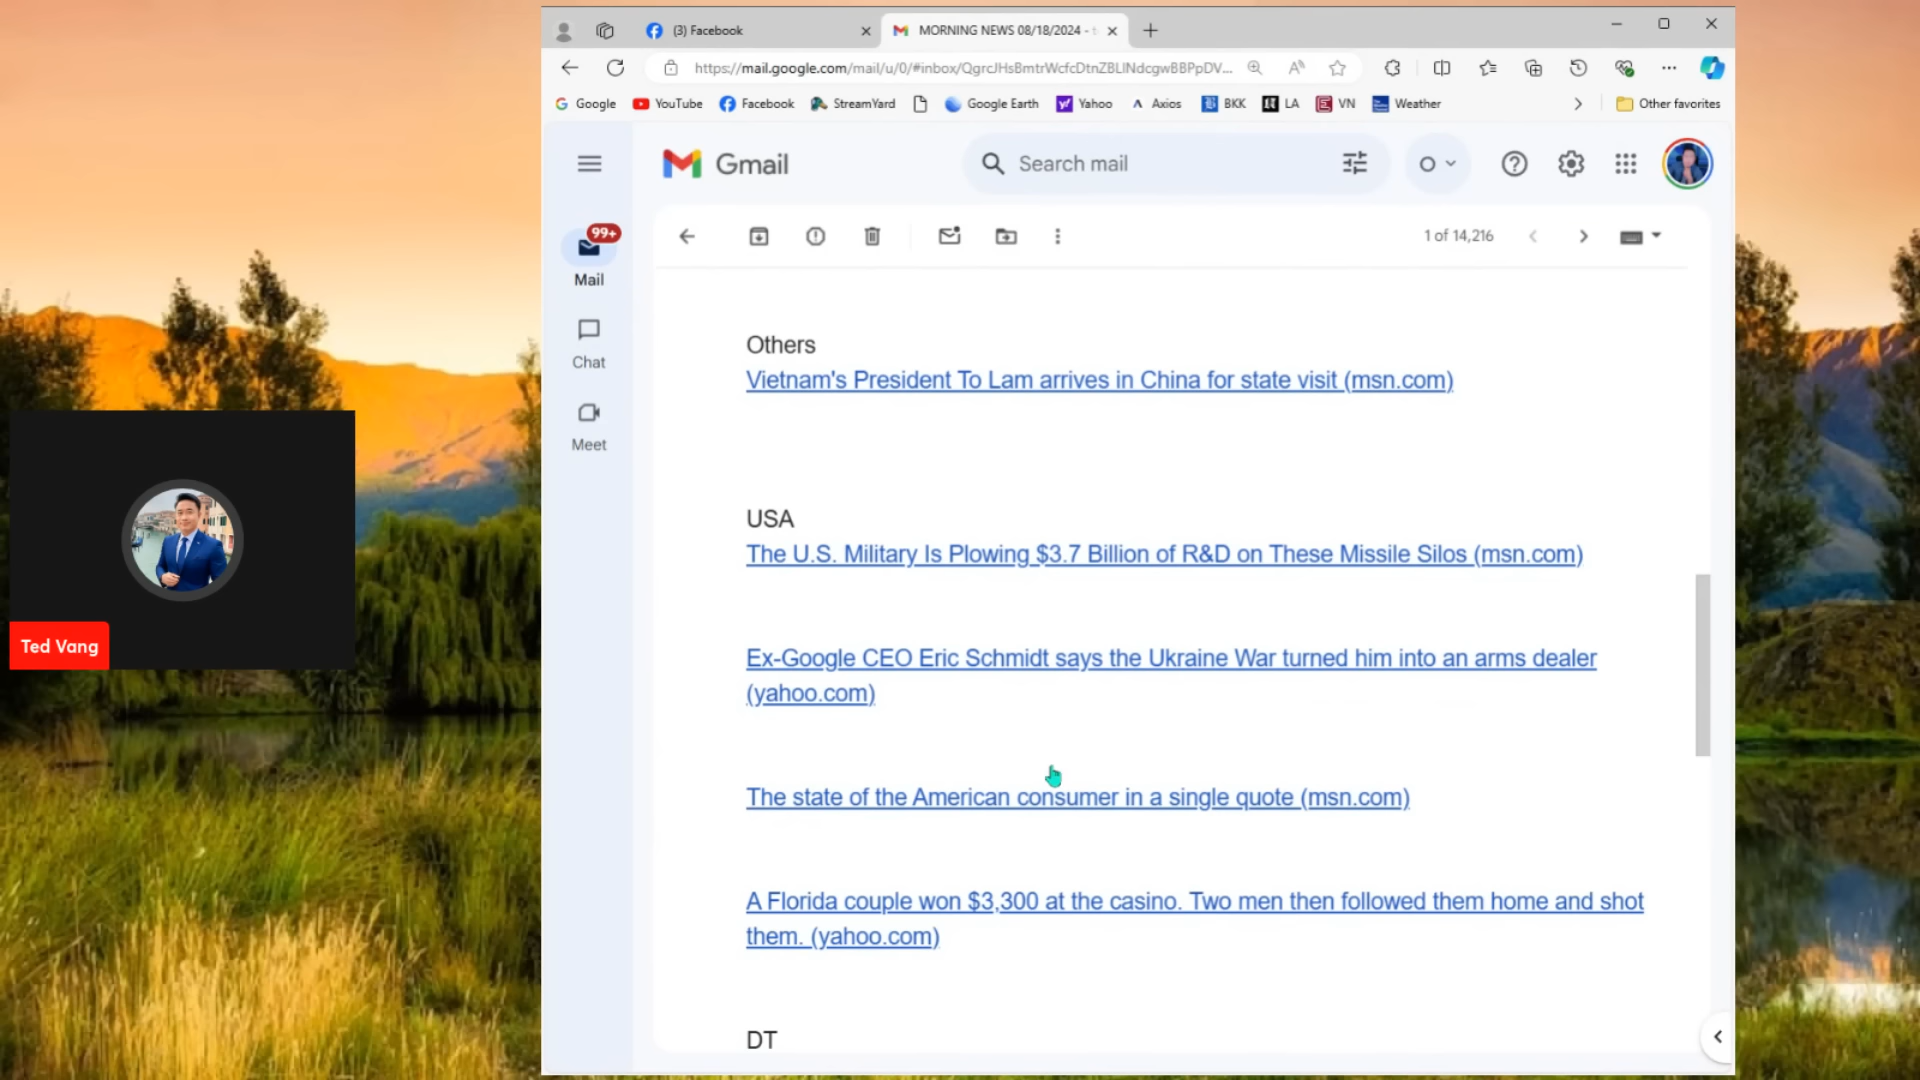 (3) Facebook
MORNING NEWS 08/18/2024 -
https://mail.google.com/mail/u/0/#inbox/QgrcJHsBmtrWcfcDtnZBLlNdcgwBBPpDV...
Google YouTube Facebook StreamYard Google Earth Yahoo Axios BKK LA VN Weather Other favorites
Gmail
Search mail
99+
Mail
Chat
Meet
1 of 14,216
Others
Vietnam's President To Lam arrives in China for state visit (msn.com)
USA
The U.S. Military Is Plowing $3.7 Billion of R&D on These Missile Silos (msn.com)
Ex-Google CEO Eric Schmidt says the Ukraine War turned him into an arms dealer
(yahoo.com)
The state of the American consumer in a single quote (msn.com)
A Florida couple won $3,300 at the casino. Two men then followed them home and shot
them. (yahoo.com)
DT
Ted Vang